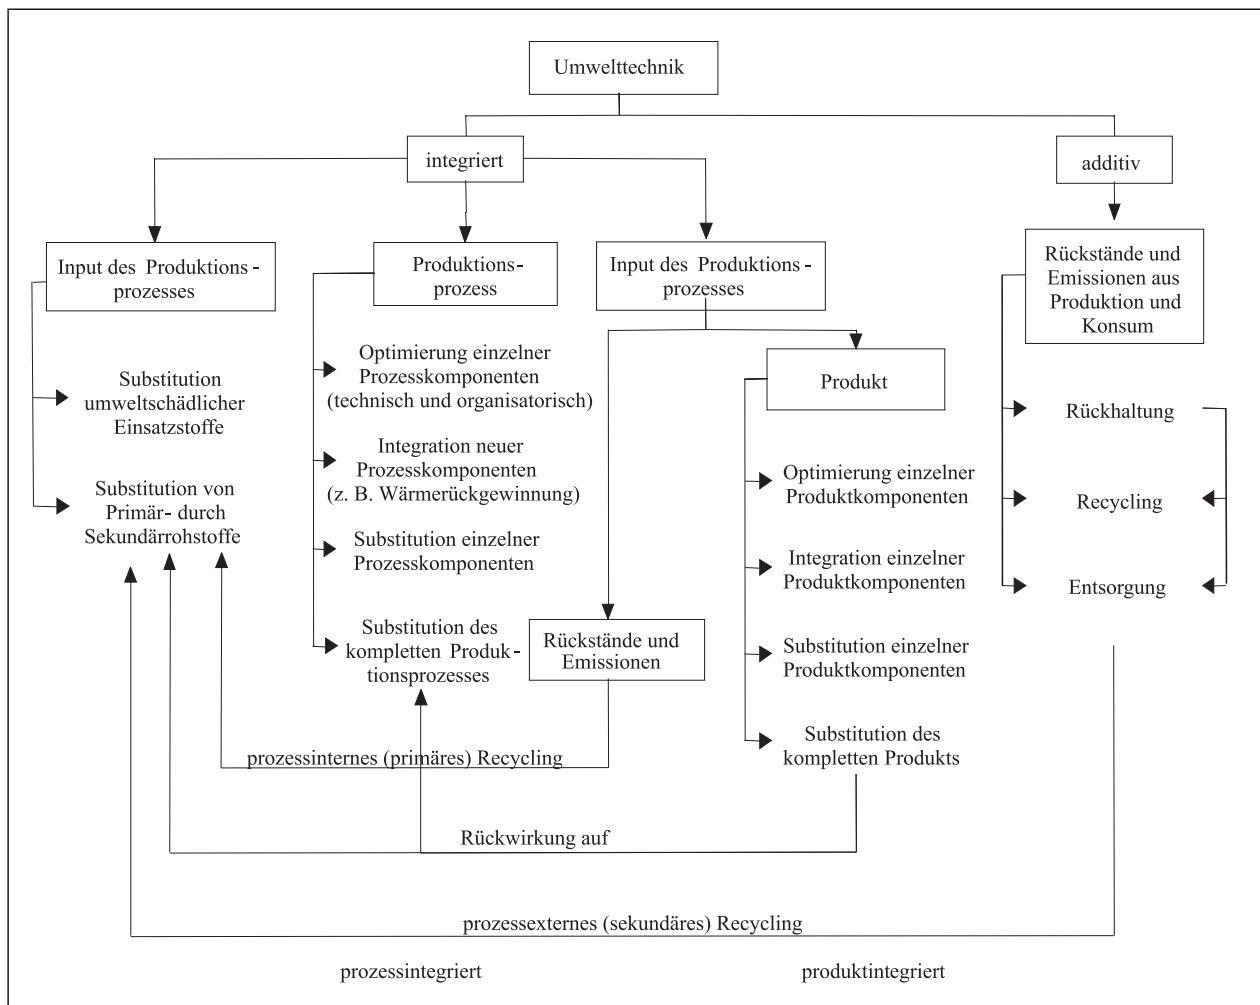 Umwelttechnik
integriert
additiv
Input des Produktions-
prozesses
Produktions-
prozess
Input des Produktions-
prozesses
Rückstände und
Emissionen aus
Produktion und
Konsum
Substitution
umweltschädlicher
Einsatzstoffe
Substitution von
Primär- durch
Sekundärrohstoffe
Optimierung einzelner
Prozesskomponenten
(technisch und organisatorisch)
Integration neuer
Prozesskomponenten
(z. B. Wärmerückgewinnung)
Substitution einzelner
Prozesskomponenten
Substitution des
kompletten Produk-
tionsprozesses
Rückstände und
Emissionen
Produkt
Optimierung einzelner
Produktkomponenten
Integration einzelner
Produktkomponenten
Substitution einzelner
Produktkomponenten
Substitution des
kompletten Produkts
Rückhaltung
Recycling
Entsorgung
prozessinternes (primäres) Recycling
Rückwirkung auf
prozessexternes (sekundäres) Recycling
prozessintegriert
produktintegriert